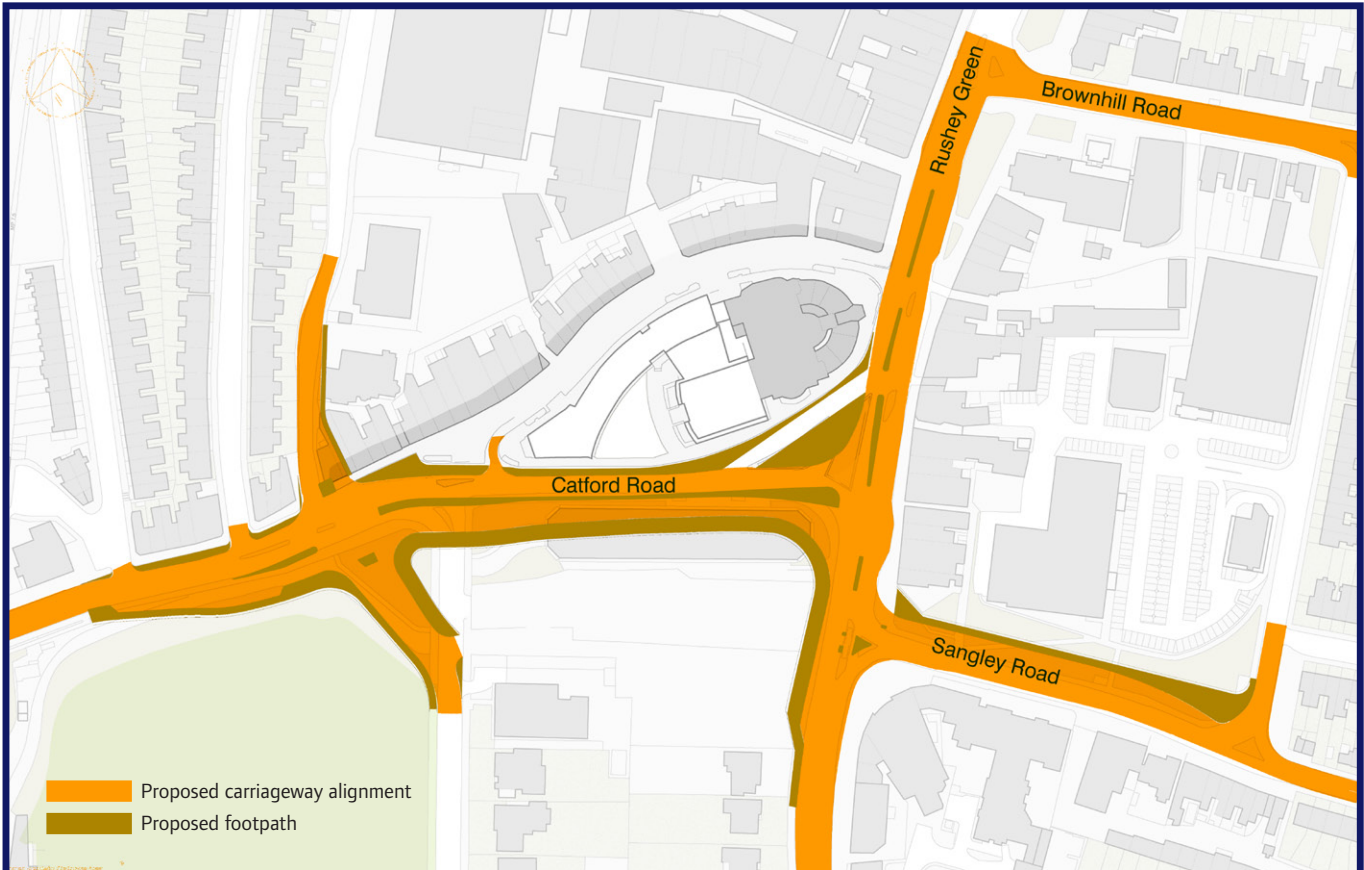 Rushey Green
Brownhill Road
Catford Road
Sangley Road
Proposed carriageway alignment
Proposed footpath